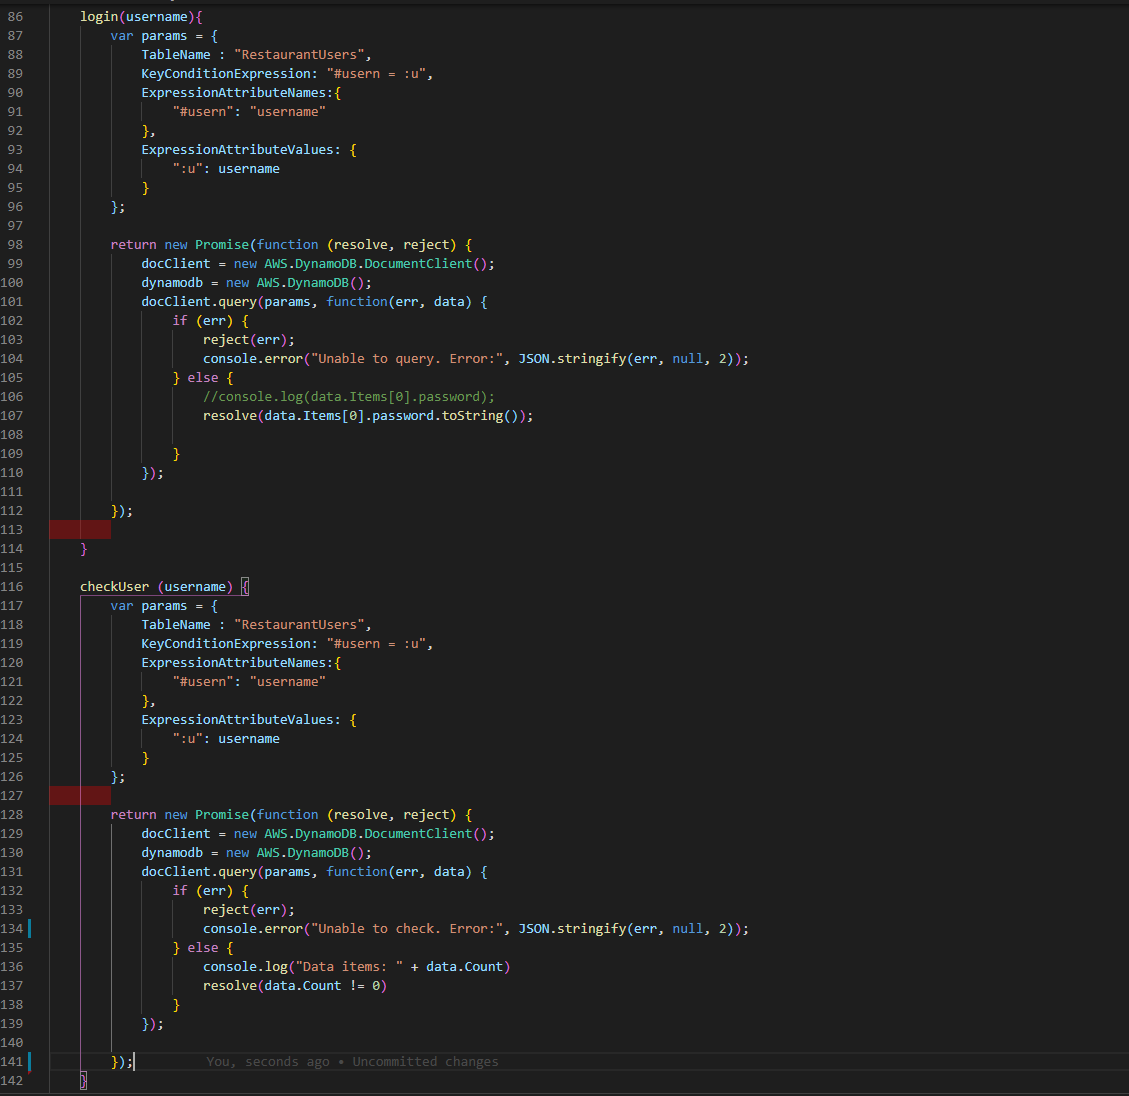 86 login(username){
87 var params = {
88 TableName : "RestaurantUsers",
89 KeyConditionExpression: "#usern = :u",
90 ExpressionAttributeNames:{
91 "#usern": "username"
92 },
93 ExpressionAttributeValues: {
94 ":u": username
95 }
96 };
97
98 return new Promise(function (resolve, reject) {
99 docClient = new AWS.DynamoDB.DocumentClient();
100 dynamodb = new AWS.DynamoDB();
101 docClient.query(params, function(err, data) {
102 if (err) {
103 reject(err);
104 console.error("Unable to query. Error:", JSON.stringify(err, null, 2));
105 } else {
106 //console.log(data.Items[0].password);
107 resolve(data.Items[0].password.toString());
108
109 }
110 });
111
112 });
113
114 }
115
116 checkUser (username) {
117 var params = {
118 TableName : "RestaurantUsers",
119 KeyConditionExpression: "#usern = :u",
120 ExpressionAttributeNames:{
121 "#usern": "username"
122 },
123 ExpressionAttributeValues: {
124 ":u": username
125 }
126 };
127
128 return new Promise(function (resolve, reject) {
129 docClient = new AWS.DynamoDB.DocumentClient();
130 dynamodb = new AWS.DynamoDB();
131 docClient.query(params, function(err, data) {
132 if (err) {
133 reject(err);
134 console.error("Unable to check. Error:", JSON.stringify(err, null, 2));
135 } else {
136 console.log("Data items: " + data.Count)
137 resolve(data.Count != 0)
138 }
139 });
140
141 }); You, seconds ago • Uncommitted changes
142 }